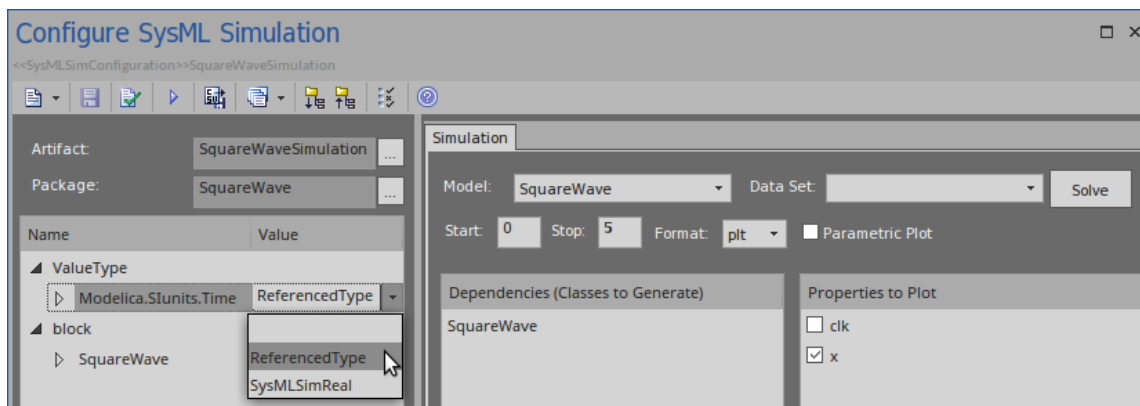 Configure SysML Simulation
<<SysMLSimConfiguration>>SquareWaveSimulation
Artifact: SquareWaveSimulation ...
Package: SquareWave ...
Name Value
ValueType
Modelica.SIunits.Time ReferencedType
block
SquareWave
ReferencedType
SysMLSimReal
Simulation
Model: SquareWave Data Set: Solve
Start: 0 Stop: 5 Format: plt Parametric Plot
Dependencies (Classes to Generate)
SquareWave
Properties to Plot
clk
x